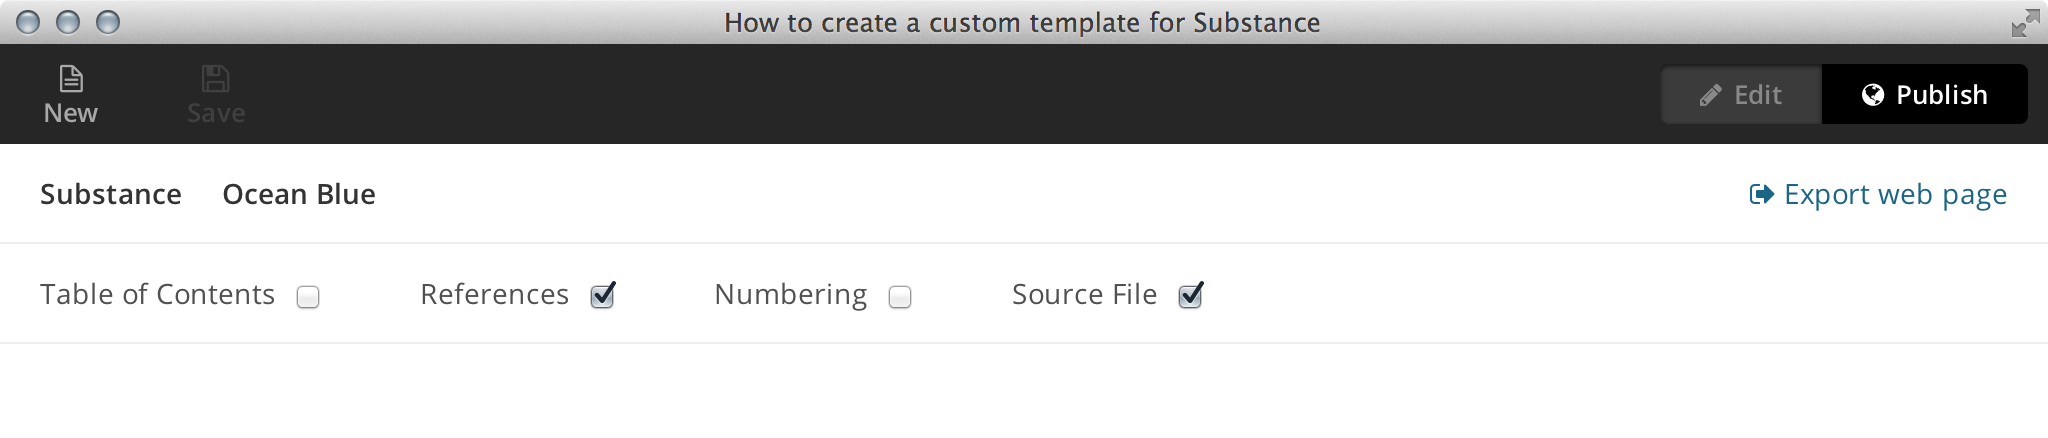 How to create a custom template for Substance
New Save Edit Publish
Substance Ocean Blue Export web page
Table of Contents References Numbering Source File